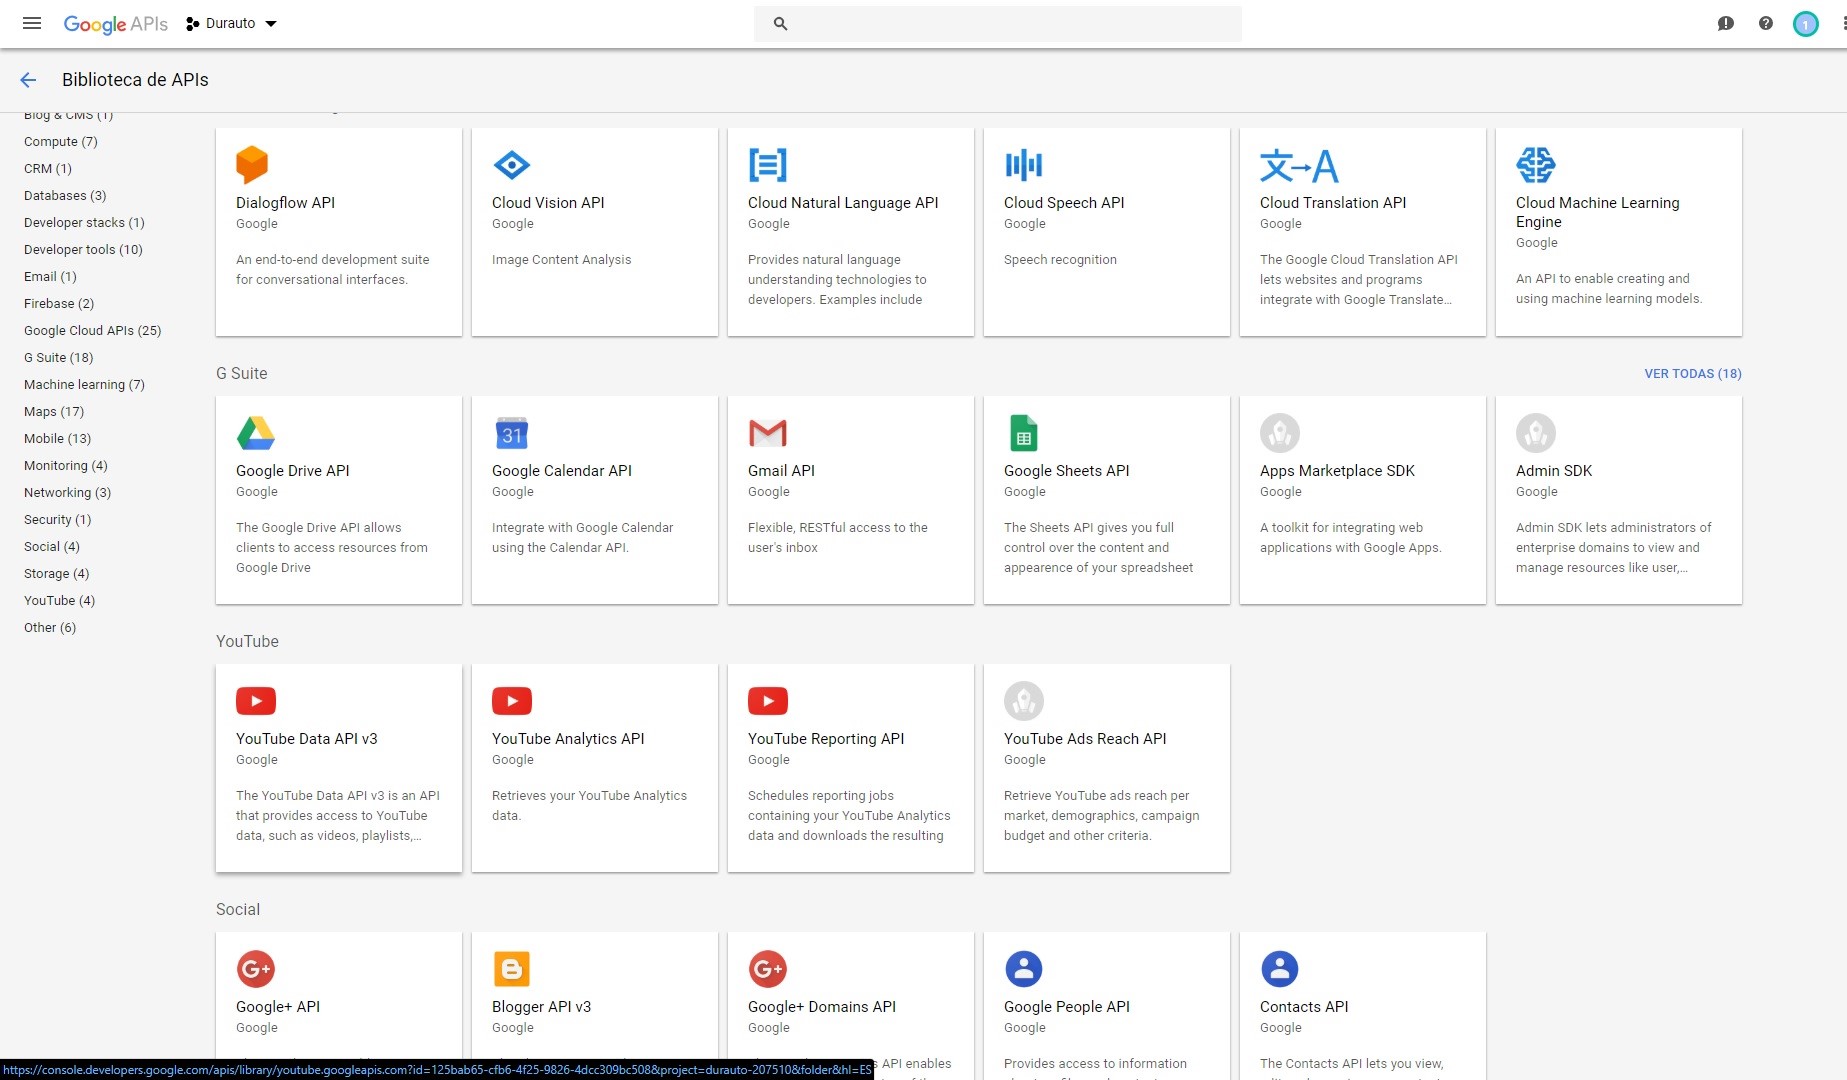 Google APIs
Durauto
1
Biblioteca de APIs
Blog & CMS (1)
Compute (7)
CRM (1)
Databases (3)
Developer stacks (1)
Developer tools (10)
Email (1)
Firebase (2)
Google Cloud APIs (25)
G Suite (18)
Machine learning (7)
Maps (17)
Mobile (13)
Monitoring (4)
Networking (3)
Security (1)
Social (4)
Storage (4)
YouTube (4)
Other (6)
Dialogflow API
Google
An end-to-end development suite
for conversational interfaces.
Cloud Vision API
Google
Image Content Analysis
Cloud Natural Language API
Google
Provides natural language
understanding technologies to
developers. Examples include
Cloud Speech API
Google
Speech recognition
文→A
Cloud Translation API
Google
The Google Cloud Translation API
lets websites and programs
integrate with Google Translate…
Cloud Machine Learning
Engine
Google
An API to enable creating and
using machine learning models.
G Suite
VER TODAS (18)
Google Drive API
Google
The Google Drive API allows
clients to access resources from
Google Drive
31
Google Calendar API
Google
Integrate with Google Calendar
using the Calendar API.
Gmail API
Google
Flexible, RESTful access to the
user's inbox
Google Sheets API
Google
The Sheets API gives you full
control over the content and
appearence of your spreadsheet
Apps Marketplace SDK
Google
A toolkit for integrating web
applications with Google Apps.
Admin SDK
Google
Admin SDK lets administrators of
enterprise domains to view and
manage resources like user,…
YouTube
YouTube Data API v3
Google
The YouTube Data API v3 is an API
that provides access to YouTube
data, such as videos, playlists,…
YouTube Analytics API
Google
Retrieves your YouTube Analytics
data.
YouTube Reporting API
Google
Schedules reporting jobs
containing your YouTube Analytics
data and downloads the resulting
YouTube Ads Reach API
Google
Retrieve YouTube ads reach per
market, demographics, campaign
budget and other criteria.
Social
G+
Google+ API
Google
Blogger API v3
Google
G+
Google+ Domains API
Google
API enables
Google People API
Google
Provides access to information
Contacts API
Google
The Contacts API lets you view,
https://console.developers.google.com/apis/library/youtube.googleapis.com?id=125bab65-cfb6-4f25-9826-4dcc309bc508&project=durauto-207510&folder&hl=ES